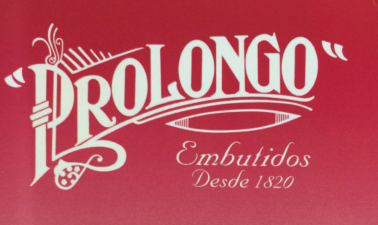 "PROLONGO"
Embutidos
Desde 1820